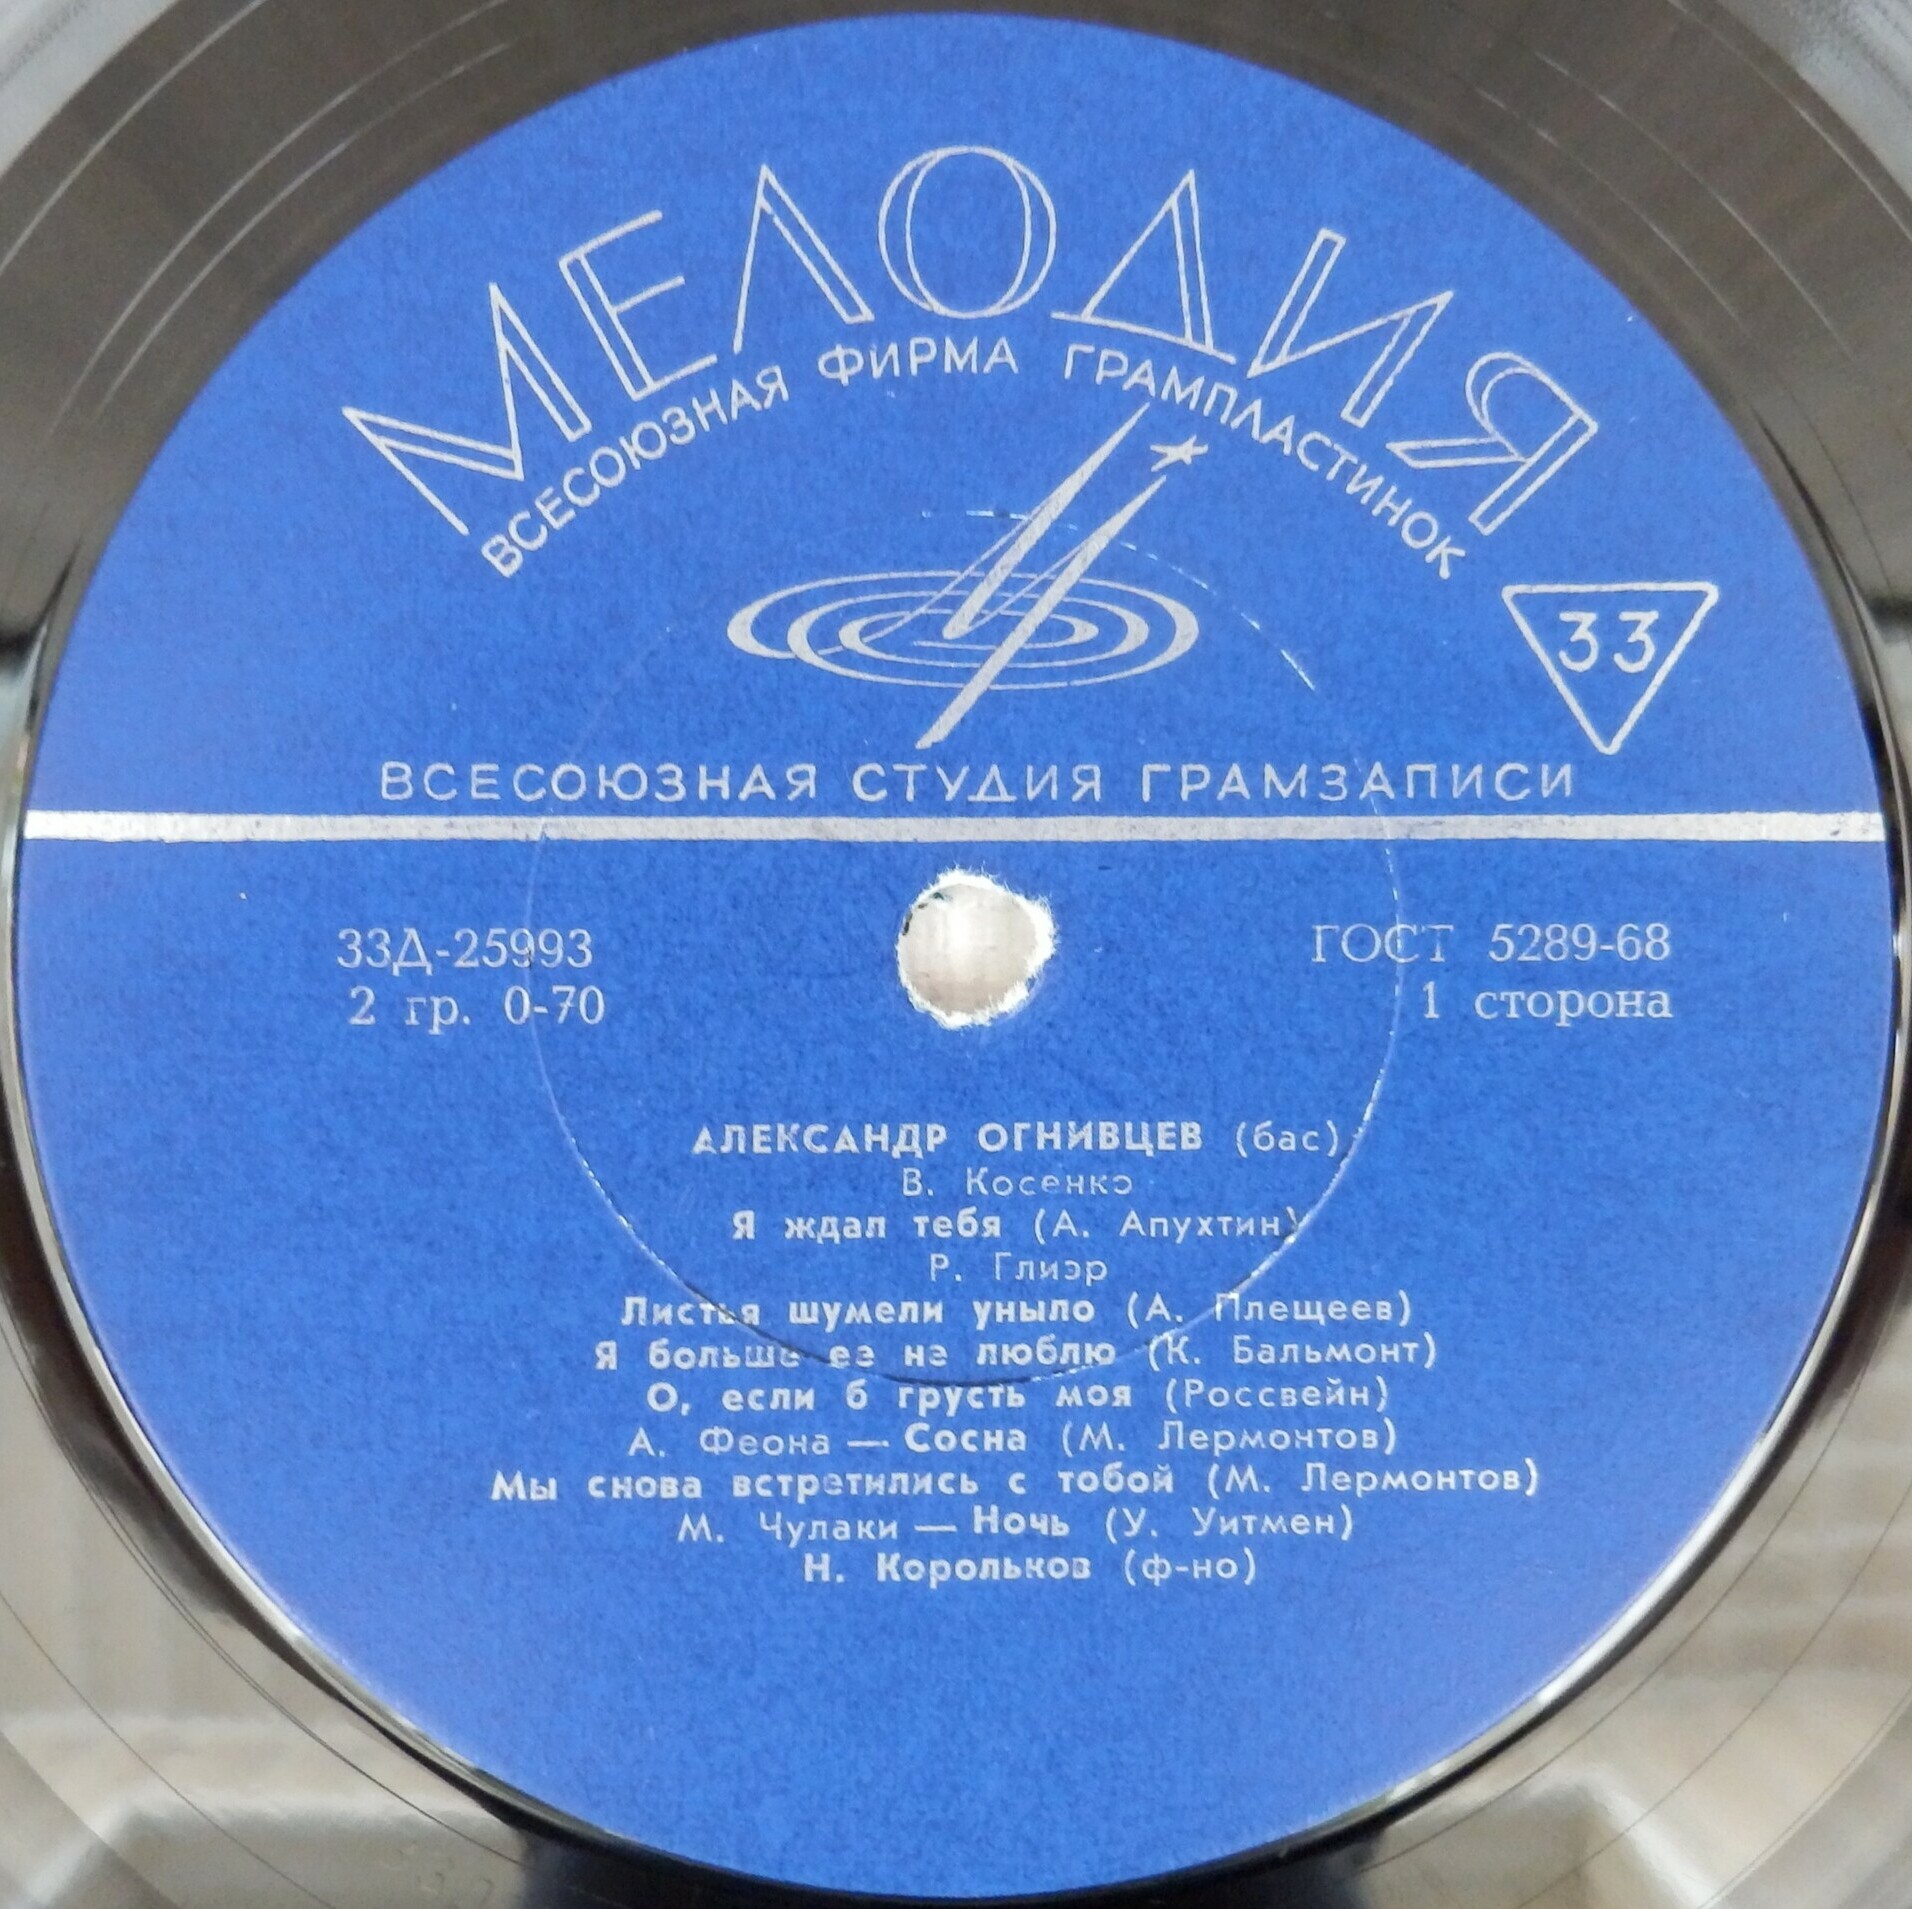 МЕЛОДИЯ
ВСЕСОЮЗНАЯ ФИРМА ГРАМПЛАСТИНОК
33
ВСЕСОЮЗНАЯ СТУДИЯ ГРАМЗАПИСИ
33Д-25993
2 гр. 0-70
ГОСТ 5289-68
1 сторона
АЛЕКСАНДР ОГНИВЦЕВ (бас)
В. Косенко
Я ждал тебя (А. Апухтин)
Р. Глиэр
Листья шумели уныло (А. Плещеев)
Я больше ее не люблю (К. Бальмонт)
О, если б грусть моя (Россвейн)
А. Феона — Сосна (М. Лермонтов)
Мы снова встретились с тобой (М. Лермонтов)
М. Чулаки — Ночь (У. Уитмен)
Н. Корольков (ф-но)